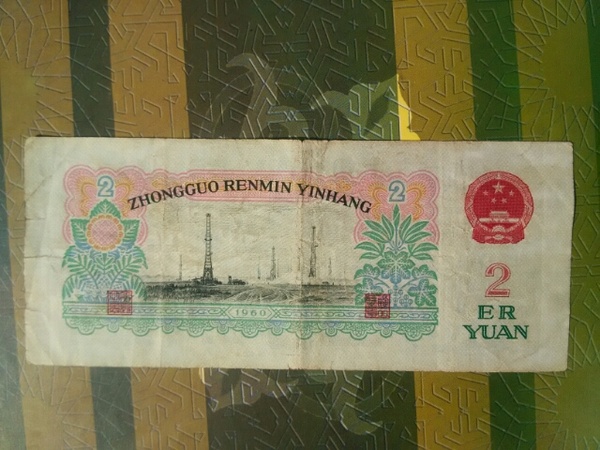 2
ZHONGGUO RENMIN YINHANG
2
1960
2
ER
YUAN